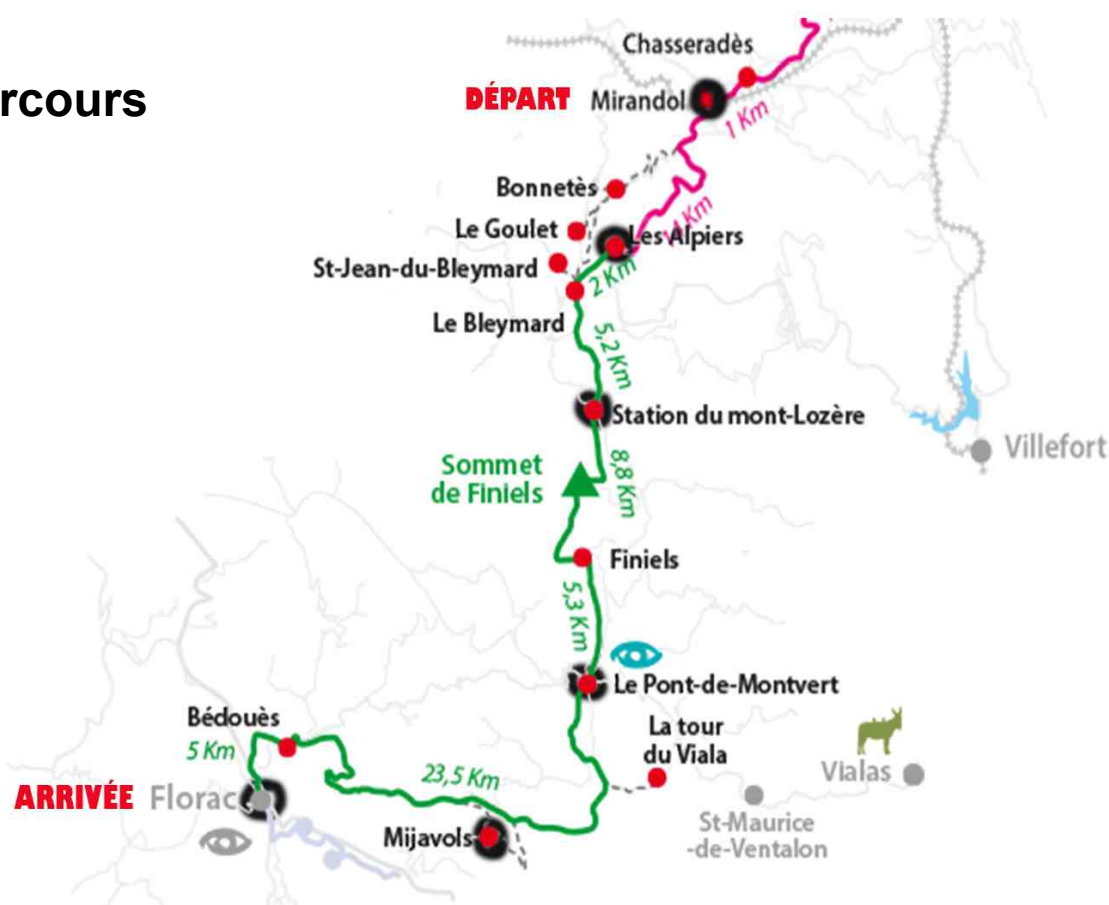 rcours
Chasseradès
DÉPART Mirandol
1 Km
Bonnetès
Le Goulet
Les Alpiers
St-Jean-du-Bleymard
2 Km
Le Bleymard
5,2 Km
Station du mont-Lozère
Villefort
Sommet
de Finiels
8,8 Km
Finiels
5,3 Km
Le Pont-de-Montvert
Bédouès
5 Km
La tour
du Viala
23,5 Km
Vialas
ARRIVÉE Florac
St-Maurice
-de-Ventalon
Mijavols